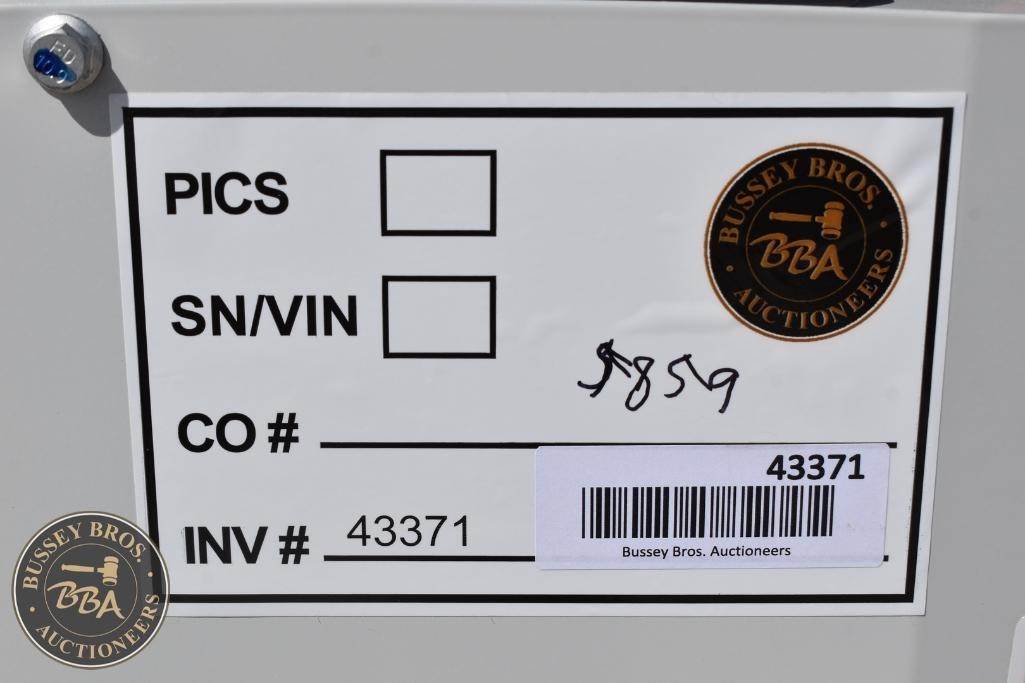 PICS
SN/VIN
BUSSEY BROS.
BBA
AUCTIONEERS
CO #
43371
Bussey Bros. Auctioneers
INV # 43371
BUSSEY BROS.
BBA
AUCTIONEERS